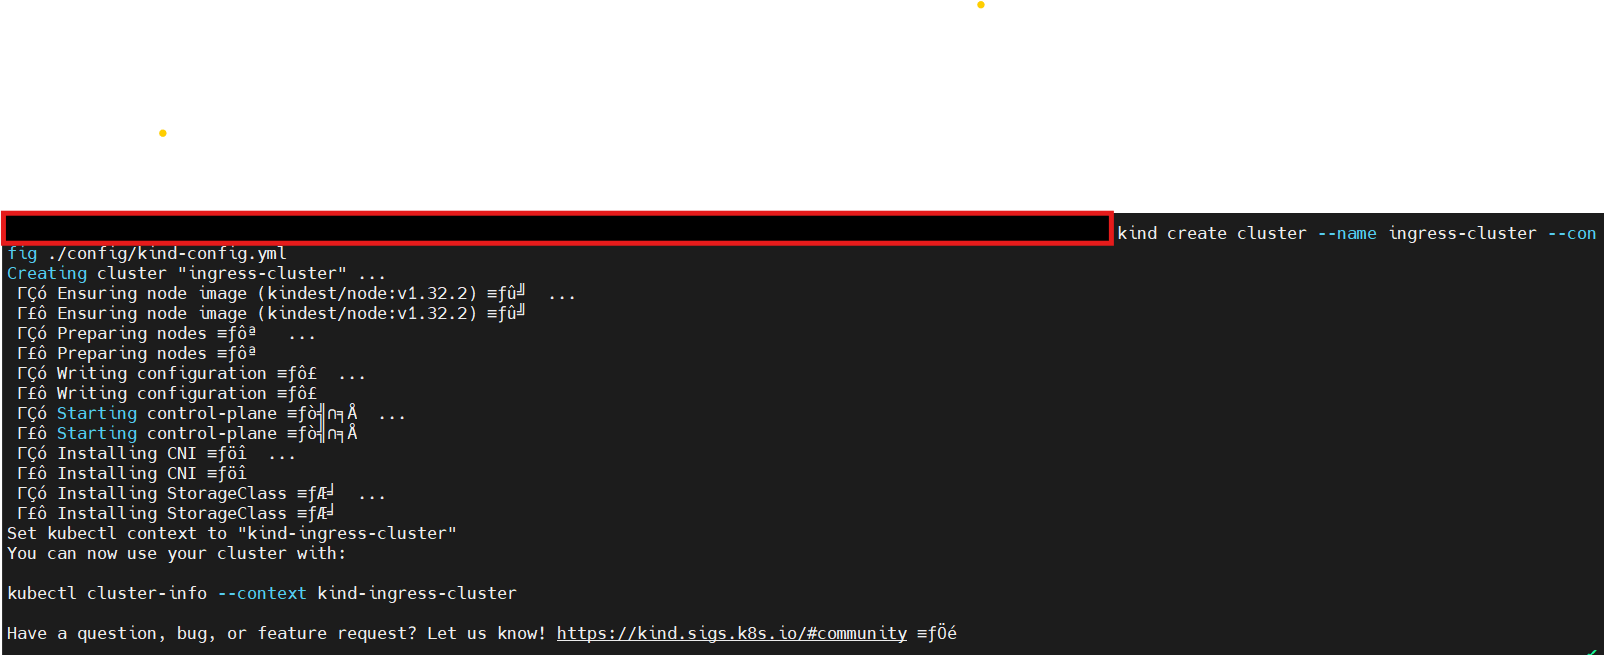 kind create cluster --name ingress-cluster --con
fig ./config/kind-config.yml
Creating cluster "ingress-cluster" ...
ΓÇó Ensuring node image (kindest/node:v1.32.2) ≡ƒû╝  ...
Γ£ô Ensuring node image (kindest/node:v1.32.2) ≡ƒû╝
ΓÇó Preparing nodes ≡ƒôª   ...
Γ£ô Preparing nodes ≡ƒôª
ΓÇó Writing configuration ≡ƒô£  ...
Γ£ô Writing configuration ≡ƒô£
ΓÇó Starting control-plane ≡ƒò╣∩╕Å  ...
Γ£ô Starting control-plane ≡ƒò╣∩╕Å
ΓÇó Installing CNI ≡ƒöî  ...
Γ£ô Installing CNI ≡ƒöî
ΓÇó Installing StorageClass ≡ƒÆ╛  ...
Γ£ô Installing StorageClass ≡ƒÆ╛
Set kubectl context to "kind-ingress-cluster"
You can now use your cluster with:
kubectl cluster-info --context kind-ingress-cluster
Have a question, bug, or feature request? Let us know! https://kind.sigs.k8s.io/#community ≡ƒÖé